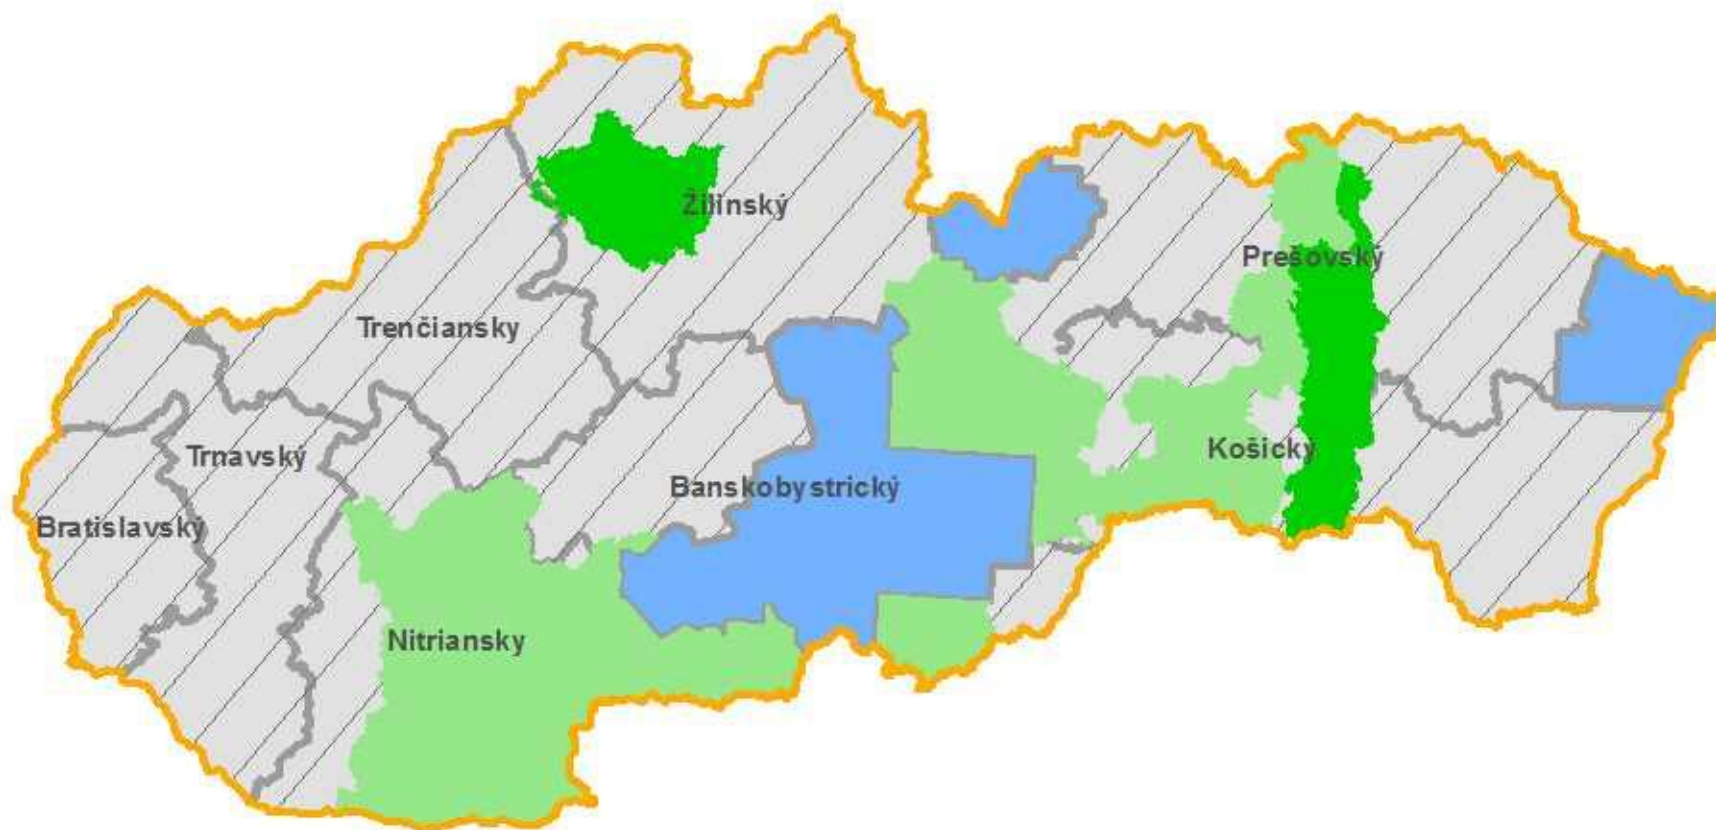 Žilinský
Prešovský
Trenčiansky
Trnavský
Košický
Banskobystrický
Bratislavský
Nitriansky